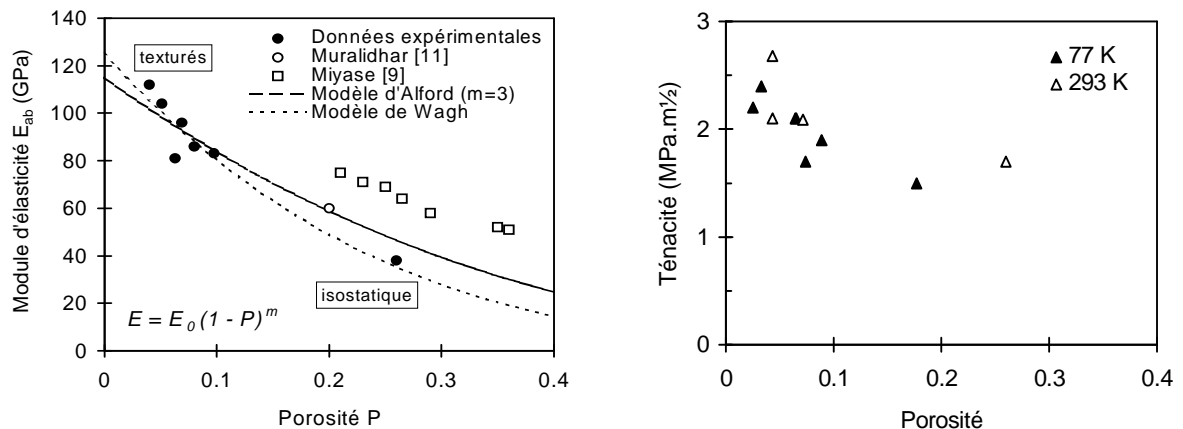 140
120
100
80
60
40
20
0
Module d'élasticité E_ab (GPa)
texturés
Données expérimentales
Muralidhar [11]
Miyase [9]
Modèle d'Alford (m=3)
Modèle de Wagh
isostatique
E = E_0 (1 - P)^m
0 0.1 0.2 0.3 0.4
Porosité P
3
2
1
0
Ténacité (MPa.m½)
77 K
293 K
0 0.1 0.2 0.3 0.4
Porosité